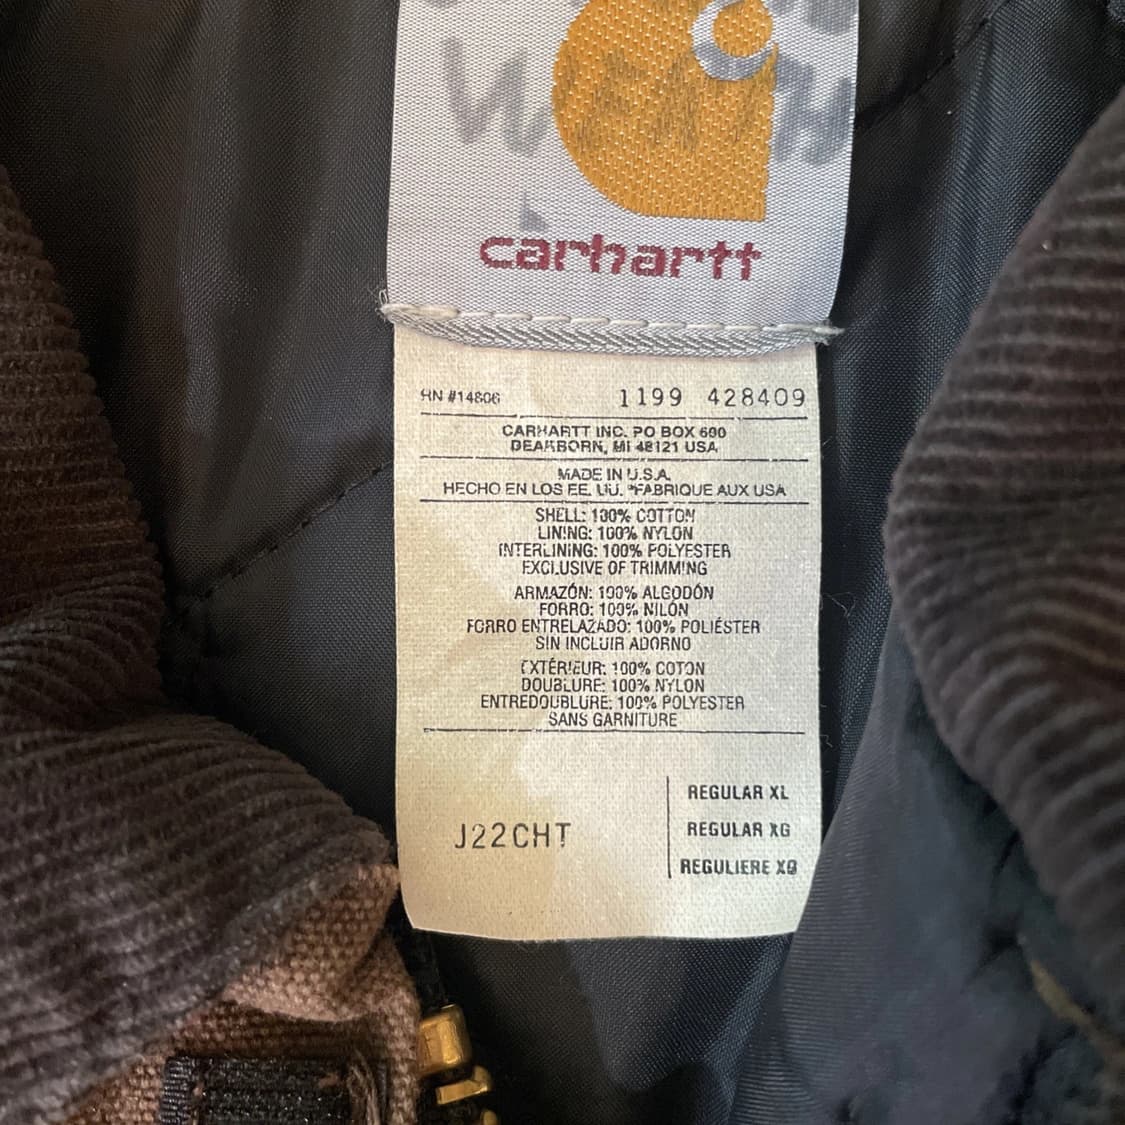 carhartt
RN #14806
1199 428409
CARHARTT INC. PO BOX 600
DEARBORN, MI 48121 USA
MADE IN U.S.A.
HECHO EN LOS EE. UU. *FABRIQUE AUX USA
SHELL: 100% COTTON
LINING: 100% NYLON
INTERLINING: 100% POLYESTER
EXCLUSIVE OF TRIMMING
ARMAZÓN: 100% ALGODÓN
FORRO: 100% NILÓN
FORRO ENTRELAZADO: 100% POLIÉSTER
SIN INCLUIR ADORNO
EXTÉRIEUR: 100% COTON
DOUBLURE: 100% NYLON
ENTREDOUBLURE: 100% POLYESTER
SANS GARNITURE
J22CHT
REGULAR XL
REGULAR XG
REGULIERE XG